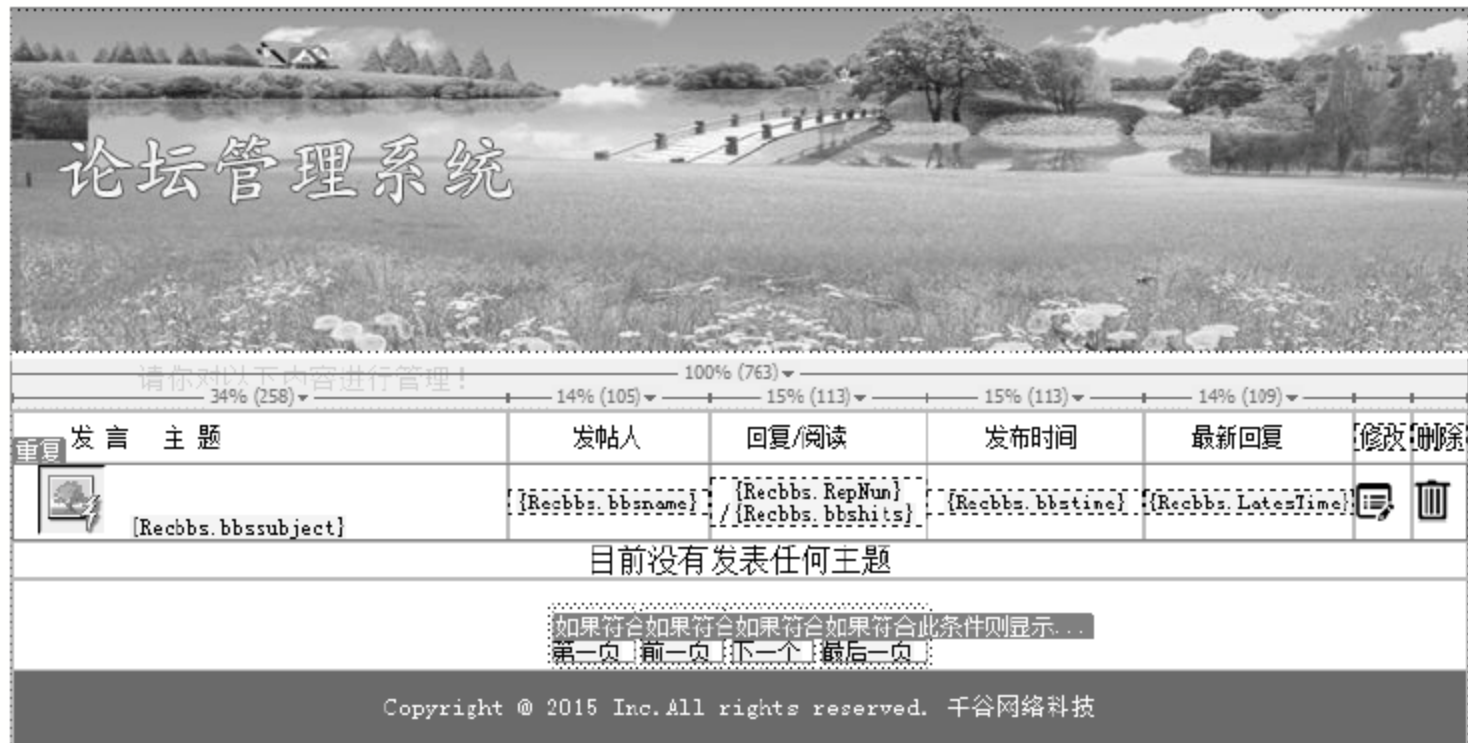 论坛管理系统
请你对以下内容进行管理！
100% (763)
34% (258) 14% (105) 15% (113) 15% (113) 14% (109)
重复 发 言 主 题 发帖人 回复/阅读 发布时间 最新回复 修改 删除
{Recbbs.RepNum}
{Recbbs.bbsname} {Recbbs.bbstime} {Recbbs.LatesTime}
/{Recbbs.bbshits}
{Recbbs.bbssubject}
目前没有发表任何主题
如果符合如果符合如果符合如果符合此条件则显示...
第一页 前一页 下一个 最后一页
Copyright @ 2015 Inc.All rights reserved. 千谷网络科技